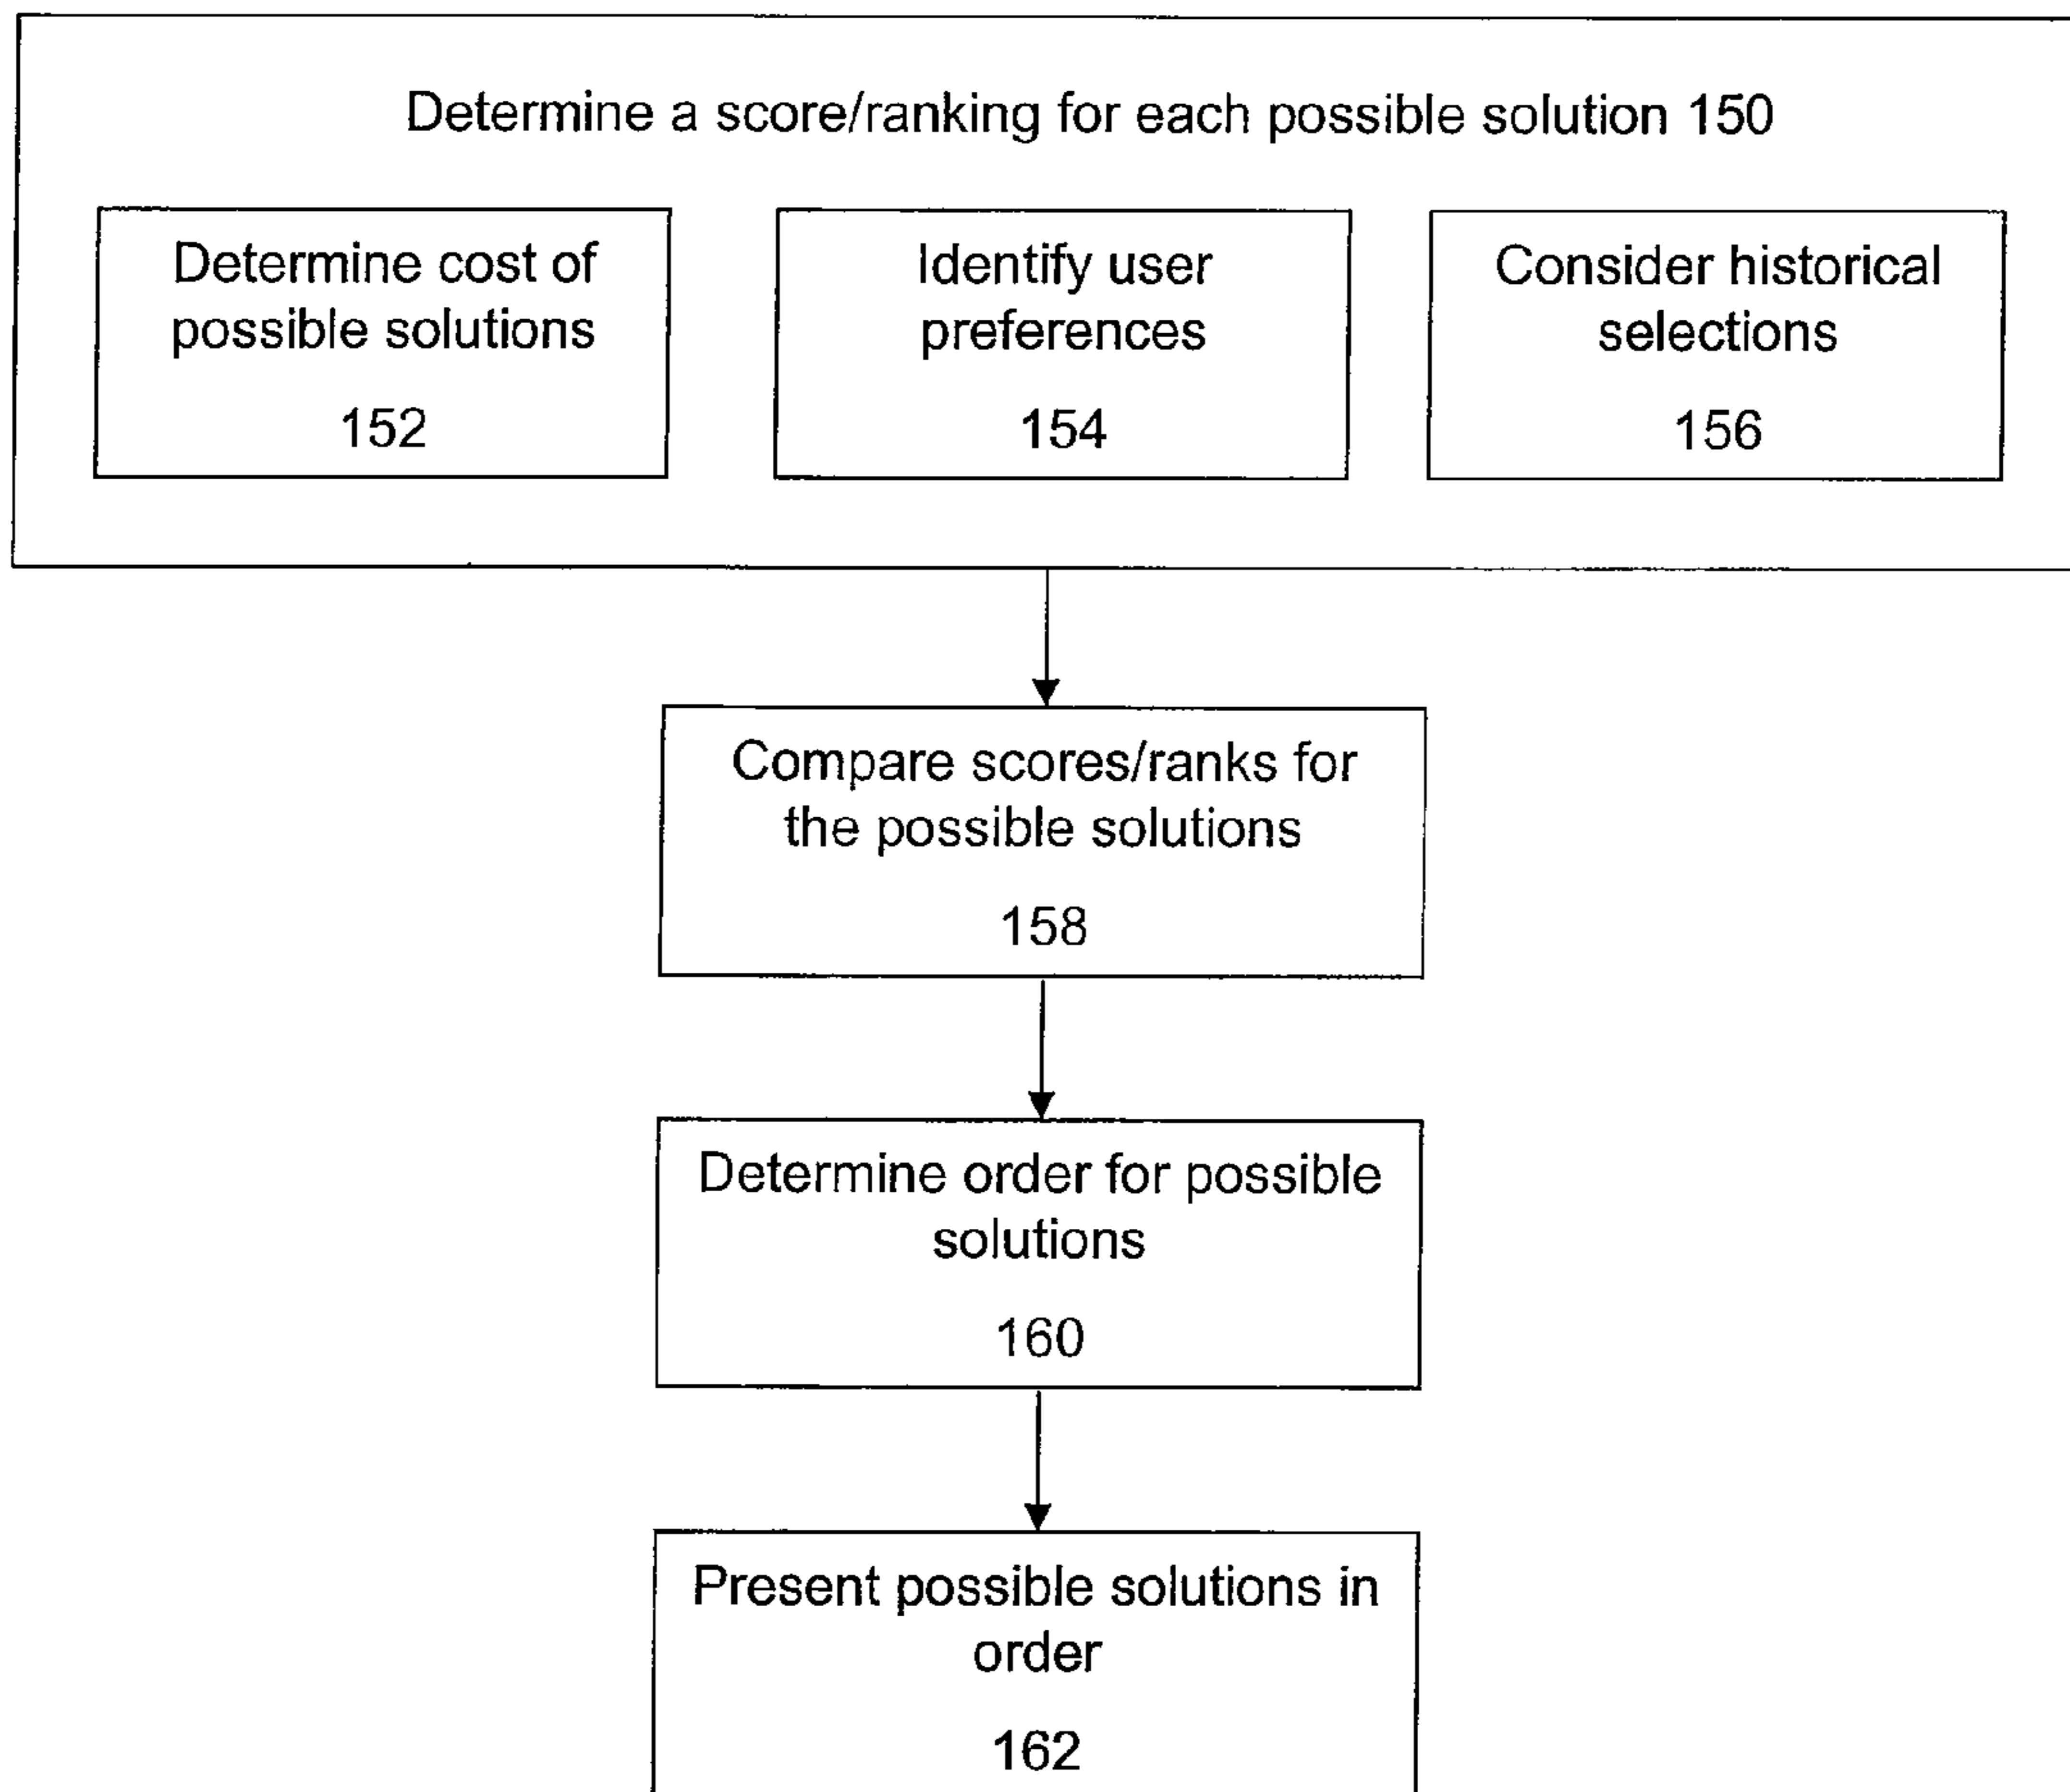 Determine a score/ranking for each possible solution 150
Determine cost of
possible solutions
152
Identify user
preferences
154
Consider historical
selections
156
Compare scores/ranks for
the possible solutions
158
Determine order for possible
solutions
160
Present possible solutions in
order
162